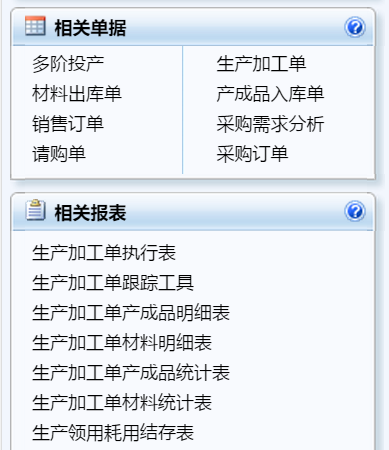 相关单据
多阶投产 生产加工单
材料出库单 产成品入库单
销售订单 采购需求分析
请购单 采购订单
相关报表
生产加工单执行表
生产加工单跟踪工具
生产加工单产成品明细表
生产加工单材料明细表
生产加工单产成品统计表
生产加工单材料统计表
生产领用耗用结存表